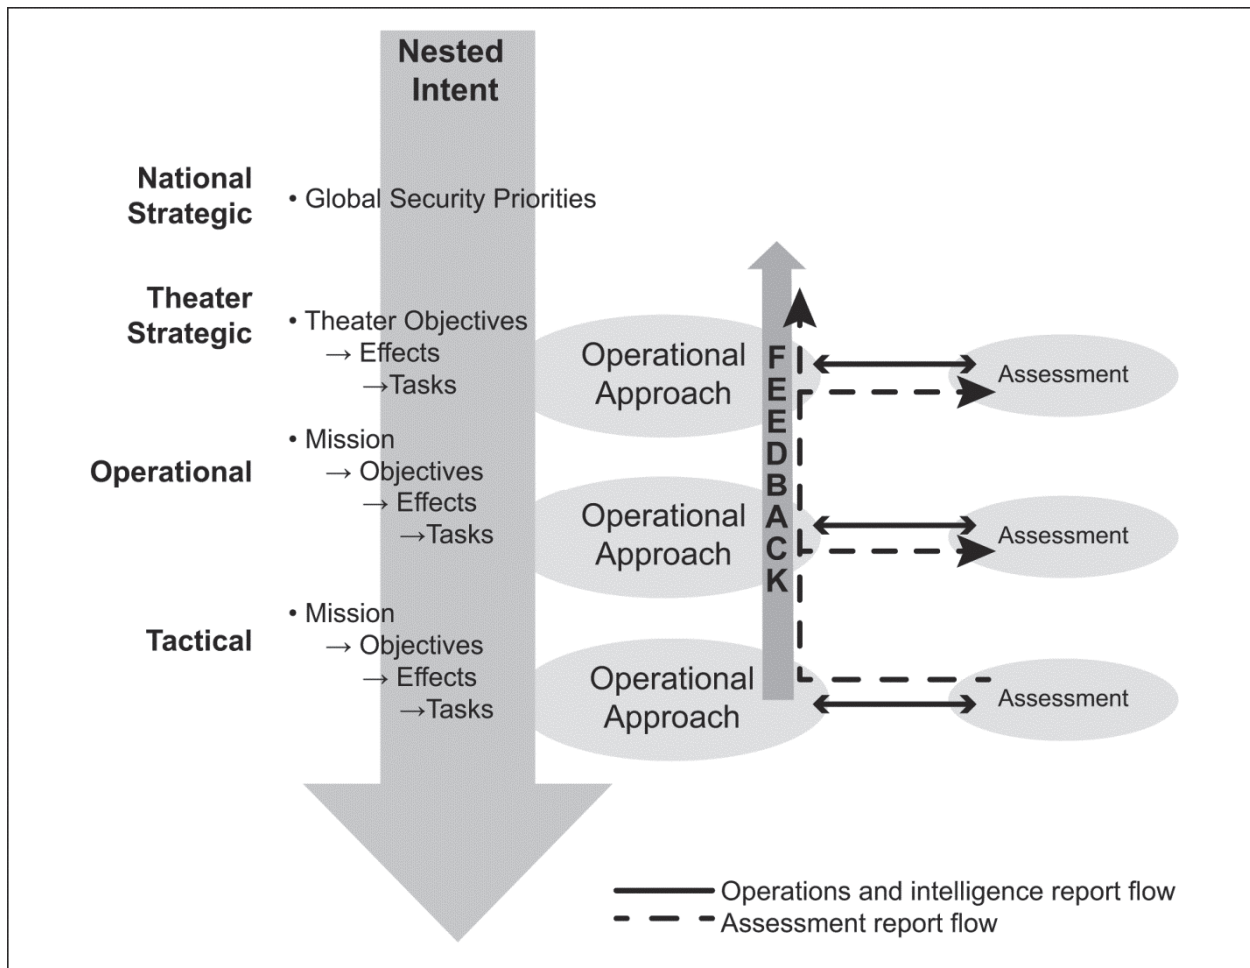 Nested
Intent
National
Strategic
• Global Security Priorities
Theater
Strategic
• Theater Objectives
→ Effects
→Tasks
Operational
Approach
Assessment
Operational
• Mission
→ Objectives
→ Effects
→Tasks
Operational
Approach
Assessment
Tactical
• Mission
→ Objectives
→ Effects
→Tasks
Operational
Approach
Assessment
FEEDBACK
Operations and intelligence report flow
Assessment report flow